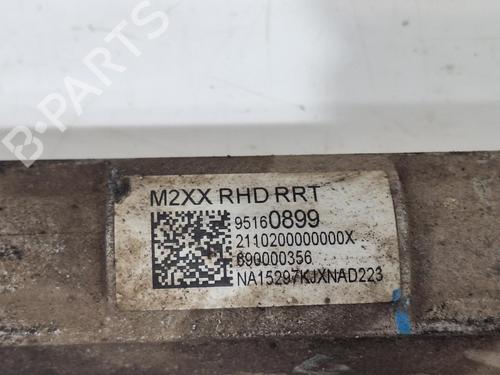 M2XX RHD RRT
95160899
2110200000000X
690000356
NA15297KJXNAD223
B-PARTS